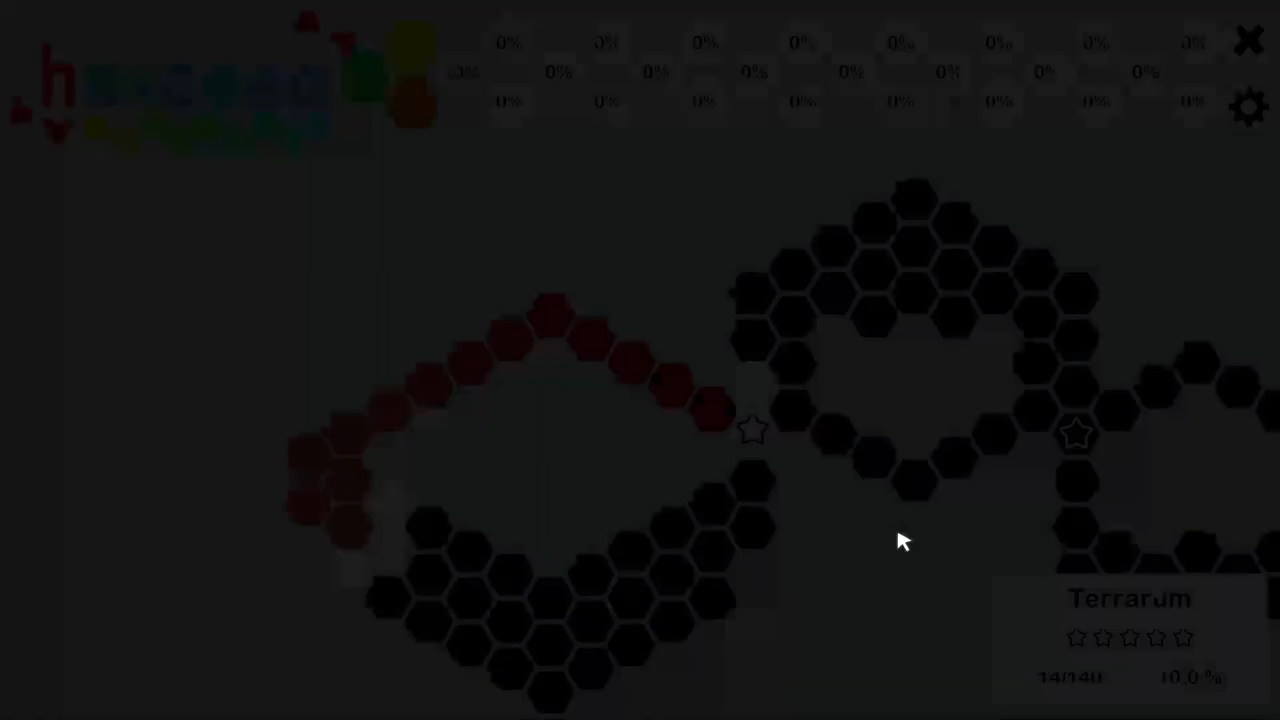 0% 0% 0% 0% 0% 0% 0% 0%
0% 0% 0% 0% 0% 0% 0%
0% 0% 0% 0% 0% 0% 0% 0%
Terrarum
14/140 10.0 %